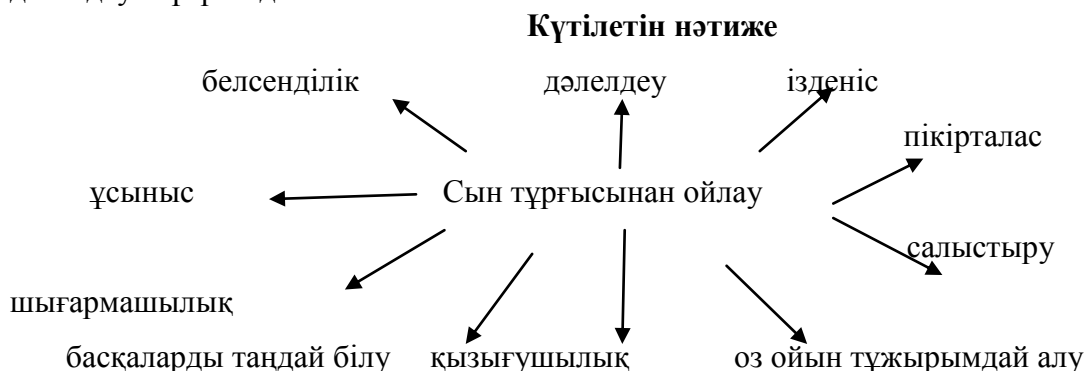 Күтілетін нәтиже
белсенділік дәлелдеу ізденіс
пікірталас
ұсыныс Сын тұрғысынан ойлау
салыстыру
шығармашылық
басқаларды таңдай білу қызығушылық оз ойын тұжырымдай алу